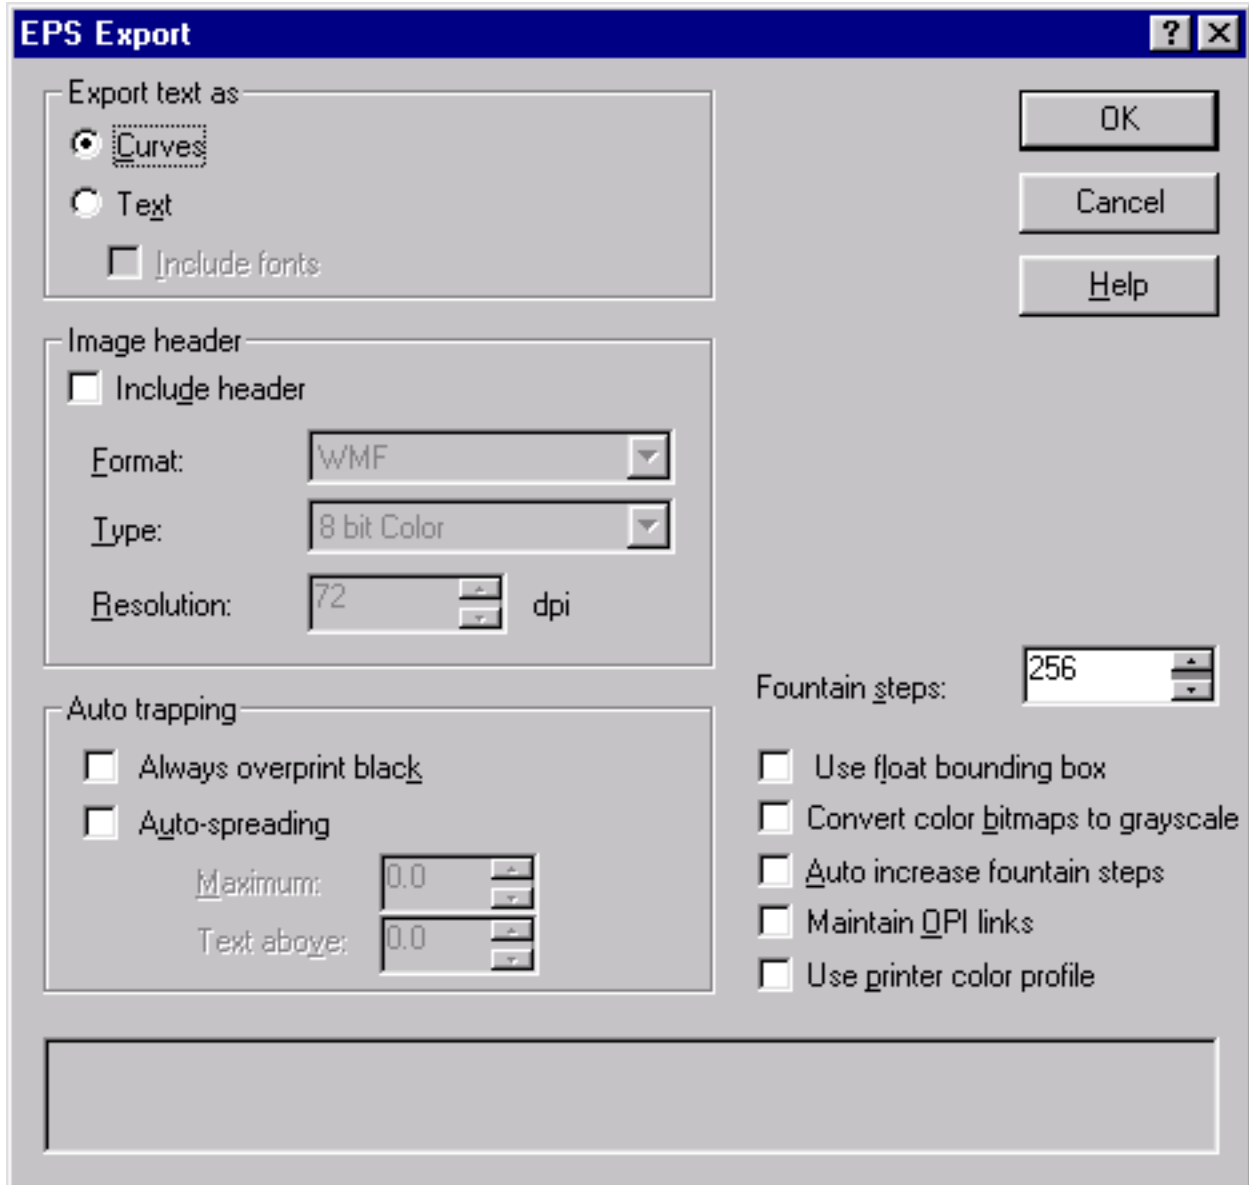 EPS Export
Export text as
Curves
Text
Include fonts
OK
Cancel
Help
Image header
Include header
Format: WMF
Type: 8 bit Color
Resolution: 72 dpi
Fountain steps: 256
Auto trapping
Always overprint black
Auto-spreading
Maximum: 0.0
Text above: 0.0
Use float bounding box
Convert color bitmaps to grayscale
Auto increase fountain steps
Maintain OPI links
Use printer color profile